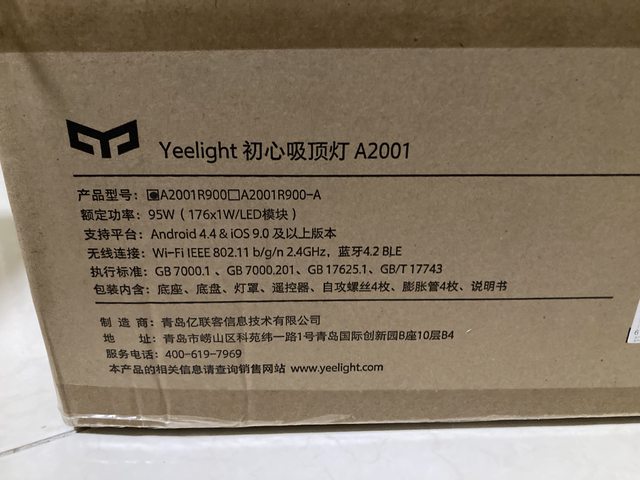 Yeelight 初心吸顶灯 A2001
产品型号：A2001R900□A2001R900-A
额定功率：95W（176x1W/LED模块）
支持平台：Android 4.4 & iOS 9.0 及以上版本
无线连接：Wi-Fi IEEE 802.11 b/g/n 2.4GHz，蓝牙4.2 BLE
执行标准：GB 7000.1、GB 7000.201、GB 17625.1、GB/T 17743
包装内含：底座、底盘、灯罩、遥控器、自攻螺丝4枚、膨胀管4枚、说明书
制 造 商：青岛亿联客信息技术有限公司
地 址：青岛市崂山区科苑纬一路1号青岛国际创新园B座10层B4
服务电话：400-619-7969
本产品的相关信息请查询销售网站 www.yeelight.com